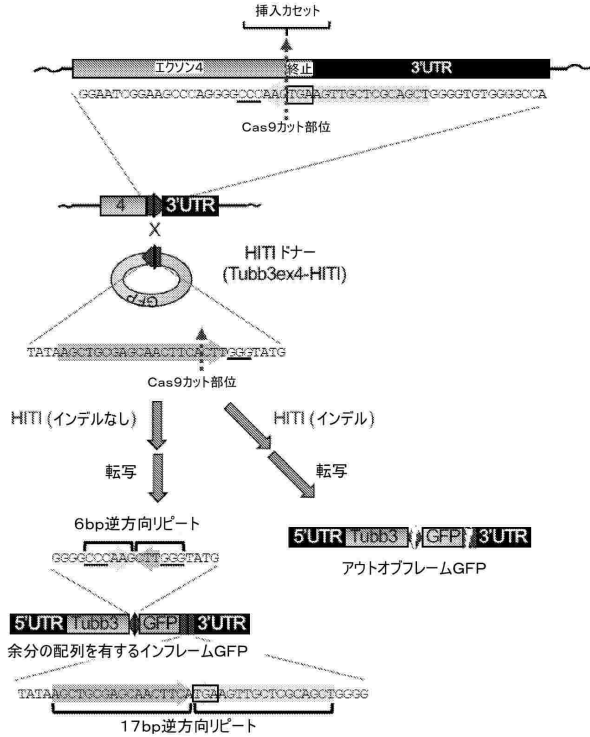 挿入カセット
エクソン4 終止 3'UTR
GGAATCGGAAGCCCAGGGGCCCAAGTGAAGTTGCTCGCAGCTGGGGTGTGGGGCCA
Cas9カット部位
4 3'UTR
X
HITI ドナー
(Tubb3ex4-HITI)
GFP
TATAAGCTGCGAGCAACTTCACTTGGGTATG
Cas9カット部位
HITI (インデルなし)
HITI (インデル)
転写
転写
6bp逆方向リピート
GGGGCCCAAGCTTGGGTATG
5'UTR Tubb3 GFP 3'UTR
アウトオブフレームGFP
5'UTR Tubb3 GFP 3'UTR
余分の配列を有するインフレームGFP
TATAAGCTGCGAGCAACTTCATGAAGTTGCTCGCAGCTGGGG
17bp逆方向リピート